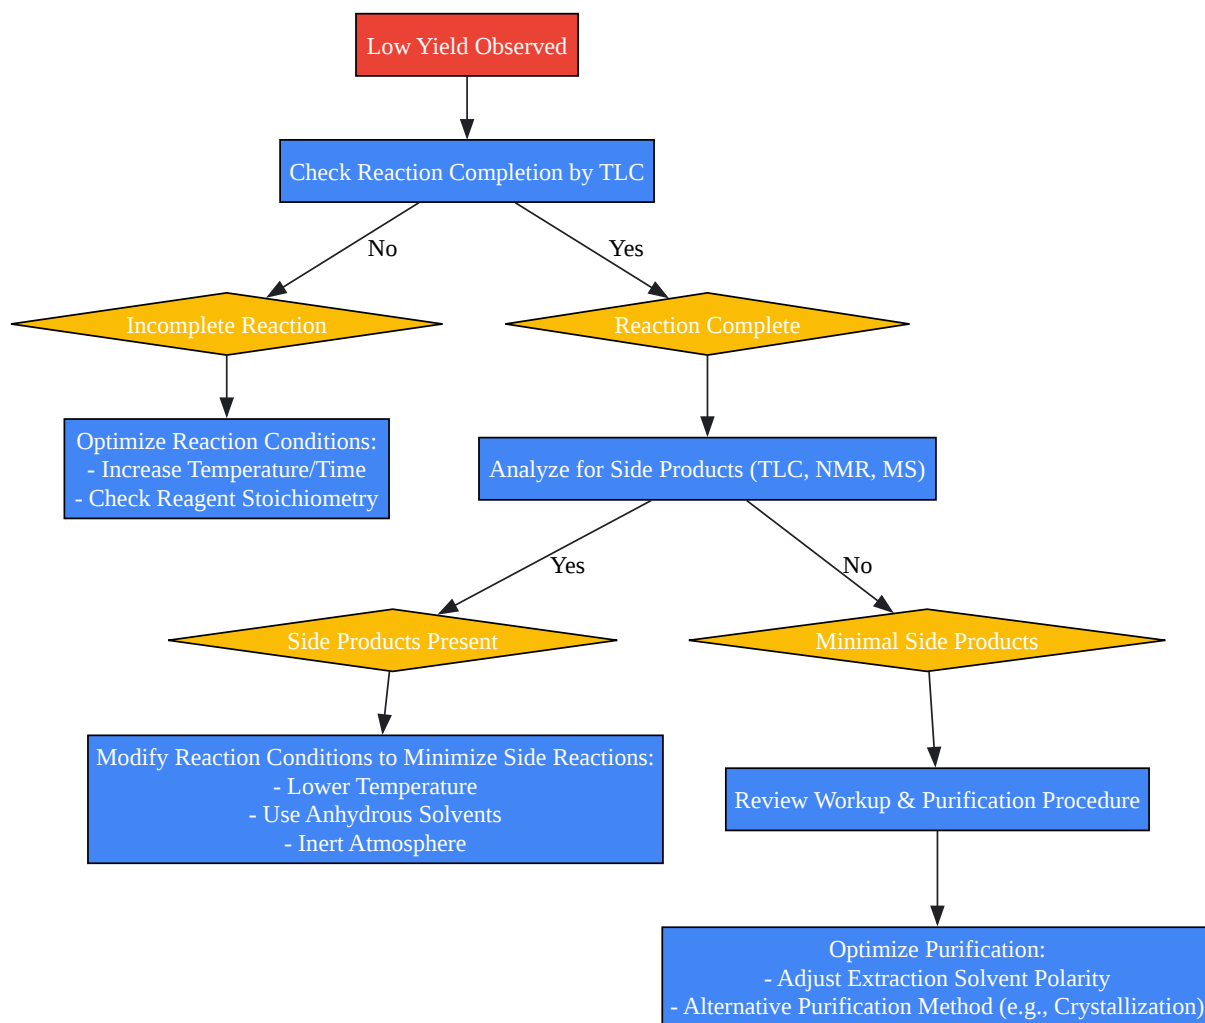 Low Yield Observed
Check Reaction Completion by TLC
No
Yes
Incomplete Reaction
Reaction Complete
Optimize Reaction Conditions:
- Increase Temperature/Time
- Check Reagent Stoichiometry
Analyze for Side Products (TLC, NMR, MS)
Yes
No
Side Products Present
Minimal Side Products
Modify Reaction Conditions to Minimize Side Reactions:
- Lower Temperature
- Use Anhydrous Solvents
- Inert Atmosphere
Review Workup & Purification Procedure
Optimize Purification:
- Adjust Extraction Solvent Polarity
- Alternative Purification Method (e.g., Crystallization)